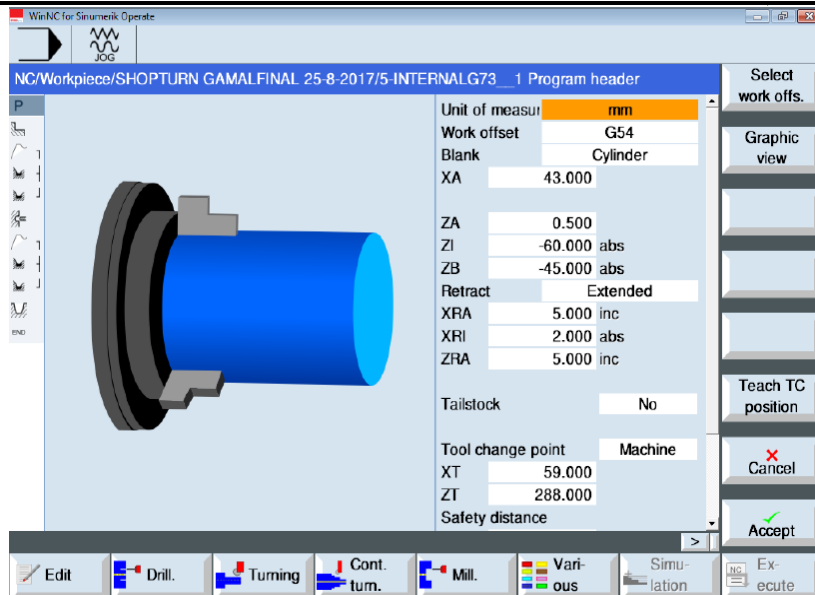 WinNC for Sinumerik Operate
JOG
NC/Workpiece/SHOPTURN GAMALFINAL 25-8-2017/5-INTERNALG73__1 Program header
Select
work offs.
P
Unit of measur mm
Work offset G54
Graphic
view
Blank Cylinder
XA 43.000
ZA 0.500
ZI -60.000 abs
ZB -45.000 abs
Retract Extended
XRA 5.000 inc
XRI 2.000 abs
ZRA 5.000 inc
END
Teach TC
position
Tailstock No
Tool change point Machine
Cancel
XT 59.000
ZT 288.000
Safety distance
Accept
>
Edit
Drill.
Turning
Cont.
turn.
Mill.
Vari-
ous
Simu-
lation
NC
Ex-
ecute